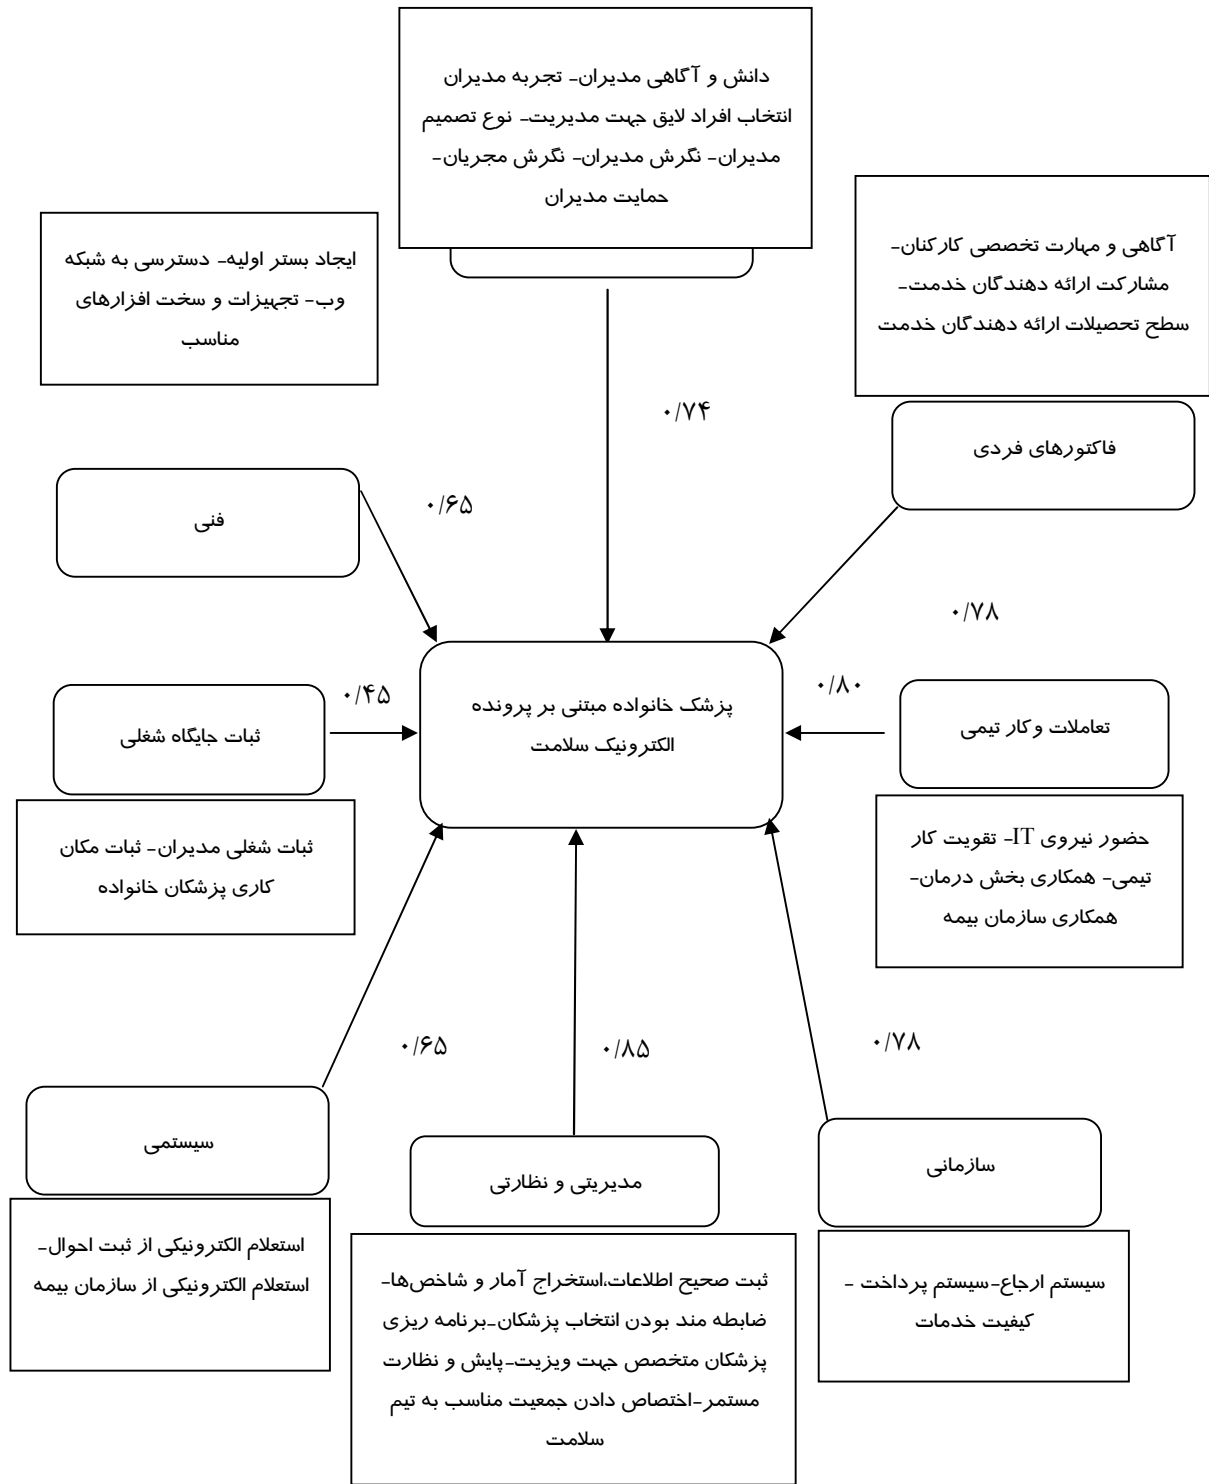 دانش و آگاهی مدیران- تجربه مدیران
انتخاب افراد لایق جهت مدیریت- نوع تصمیم
مدیران- نگرش مدیران- نگرش مجریان-
حمایت مدیران
آگاهی و مهارت تخصصی کارکنان-
مشارکت ارائه دهندگان خدمت-
سطح تحصیلات ارائه دهندگان خدمت
ایجاد بستر اولیه- دسترسی به شبکه
وب- تجهیزات و سخت افزارهای
مناسب
۰/۷۴
فاکتورهای فردی
۰/۶۵
فنی
۰/۷۸
تعاملات وکار تیمی
۰/۸۰
پزشک خانواده مبتنی بر پرونده
الکترونیک سلامت
۰/۴۵
ثبات جایگاه شغلی
حضور نیروی IT- تقویت کار
تیمی- همکاری بخش درمان-
همکاری سازمان بیمه
ثبات شغلی مدیران- ثبات مکان
کاری پزشکان خانواده
۰/۷۸
۰/۸۵
۰/۶۵
سازمانی
مدیریتی و نظارتی
سیستمی
سیستم ارجاع-سیستم پرداخت -
کیفیت خدمات
ثبت صحیح اطلاعات،استخراج آمار و شاخص‌ها-
ضابطه مند بودن انتخاب پزشکان-برنامه ریزی
پزشکان متخصص جهت ویزیت-پایش و نظارت
مستمر-اختصاص دادن جمعیت مناسب به تیم
سلامت
استعلام الکترونیکی از ثبت احوال-
استعلام الکترونیکی از سازمان بیمه